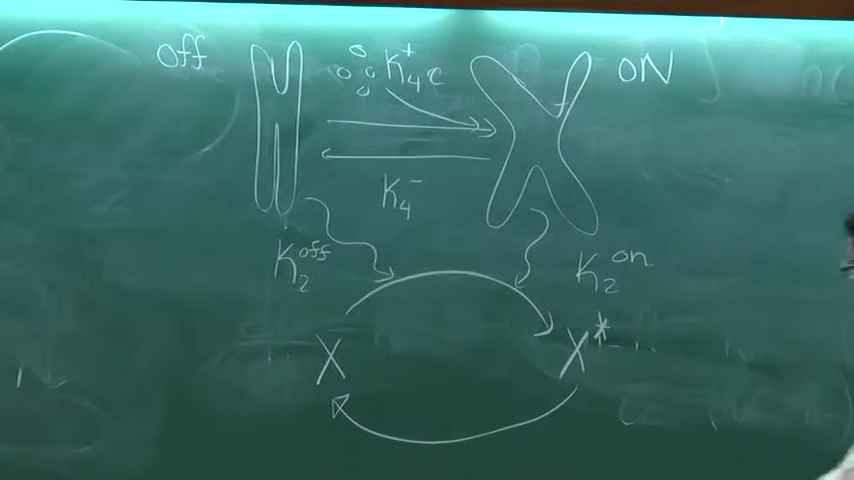 Off K₄⁺c ON
K₄⁻
K₂ᵒᶠᶠ K₂ᵒⁿ
X X*